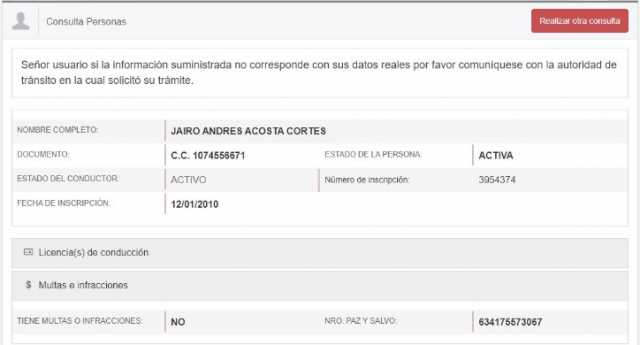 Consulta Personas
Realizar otra consulta
Señor usuario si la información suministrada no corresponde con sus datos reales por favor comuníquese con la autoridad de
tránsito en la cual solicitó su trámite.
NOMBRE COMPLETO: JAIRO ANDRES ACOSTA CORTES
DOCUMENTO: C.C. 1074556671 ESTADO DE LA PERSONA: ACTIVA
ESTADO DEL CONDUCTOR: ACTIVO Número de inscripción: 3954374
FECHA DE INSCRIPCIÓN: 12/01/2010
Licencia(s) de conducción
$ Multas e infracciones
TIENE MULTAS O INFRACCIONES: NO NRO. PAZ Y SALVO: 634175573067